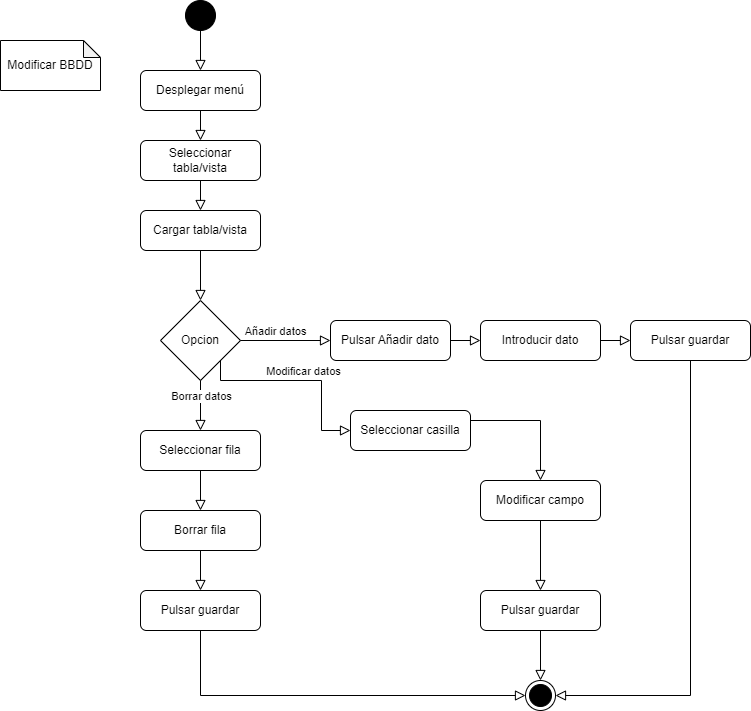 Modificar BBDD
Desplegar menú
Seleccionar
tabla/vista
Cargar tabla/vista
Opcion
Añadir datos
Pulsar Añadir dato
Introducir dato
Pulsar guardar
Modificar datos
Borrar datos
Seleccionar casilla
Seleccionar fila
Modificar campo
Borrar fila
Pulsar guardar
Pulsar guardar